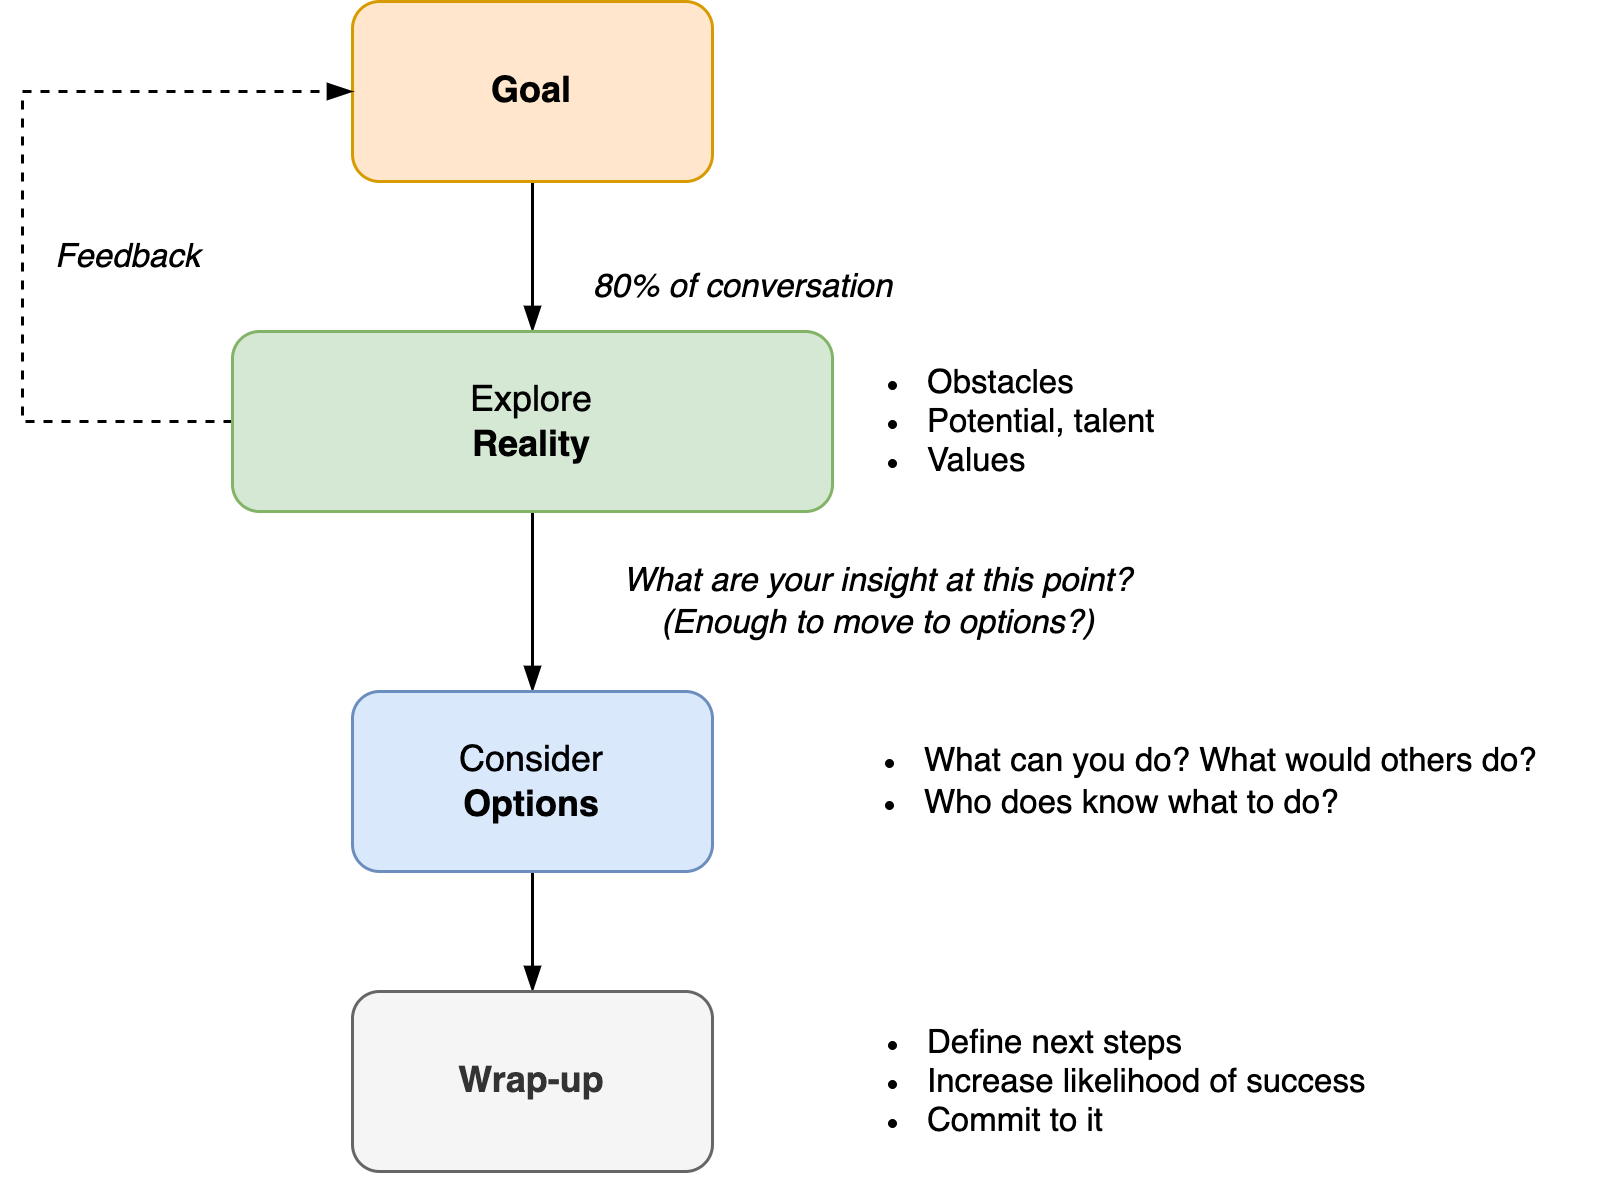 Goal
Feedback
80% of conversation
Explore
Reality
• Obstacles
• Potential, talent
• Values
What are your insight at this point?
(Enough to move to options?)
Consider
Options
• What can you do? What would others do?
• Who does know what to do?
Wrap-up
• Define next steps
• Increase likelihood of success
• Commit to it